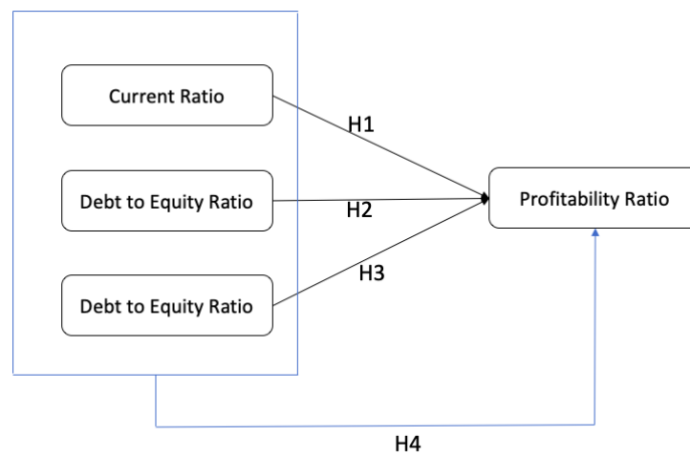 Current Ratio
H1
Debt to Equity Ratio
H2
Profitability Ratio
Debt to Equity Ratio
H3
H4